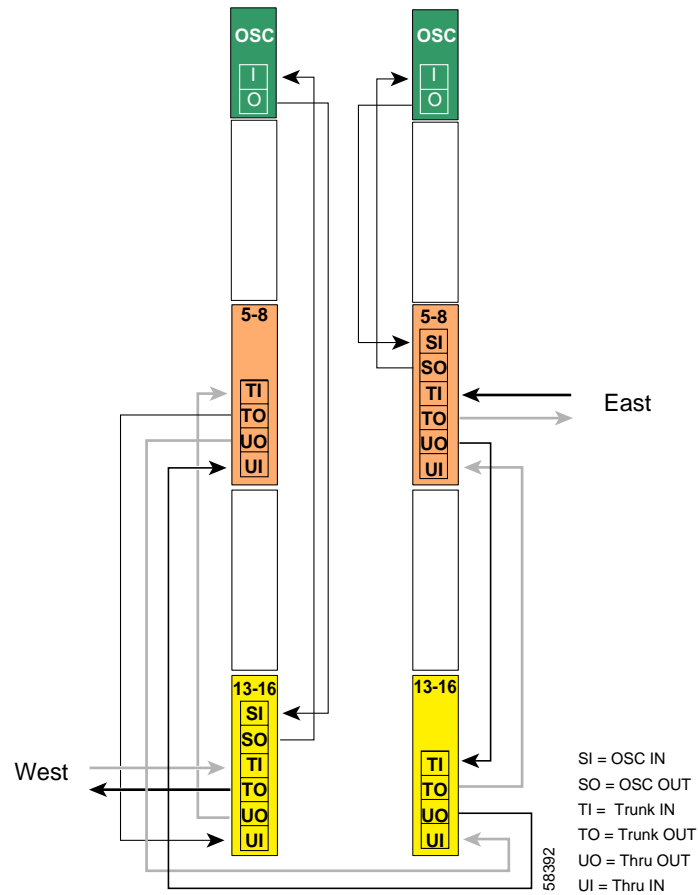 OSC
I
O
OSC
I
O
5-8
TI
TO
UO
UI
5-8
SI
SO
TI
TO
UO
UI
East
13-16
SI
SO
TI
TO
UO
UI
West
13-16
TI
TO
UO
UI
SI = OSC IN
SO = OSC OUT
TI = Trunk IN
TO = Trunk OUT
UO = Thru OUT
UI = Thru IN
58392